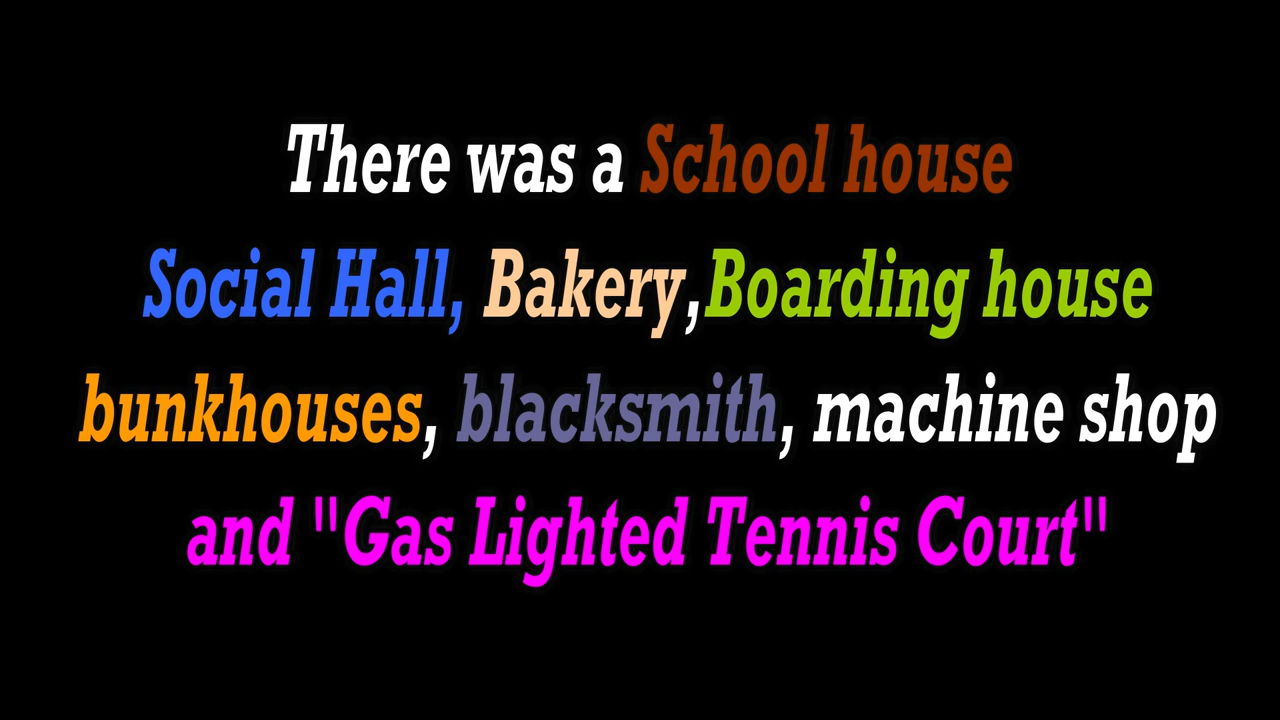 There was a School house
Social Hall, Bakery,Boarding house
bunkhouses, blacksmith, machine shop
and "Gas Lighted Tennis Court"